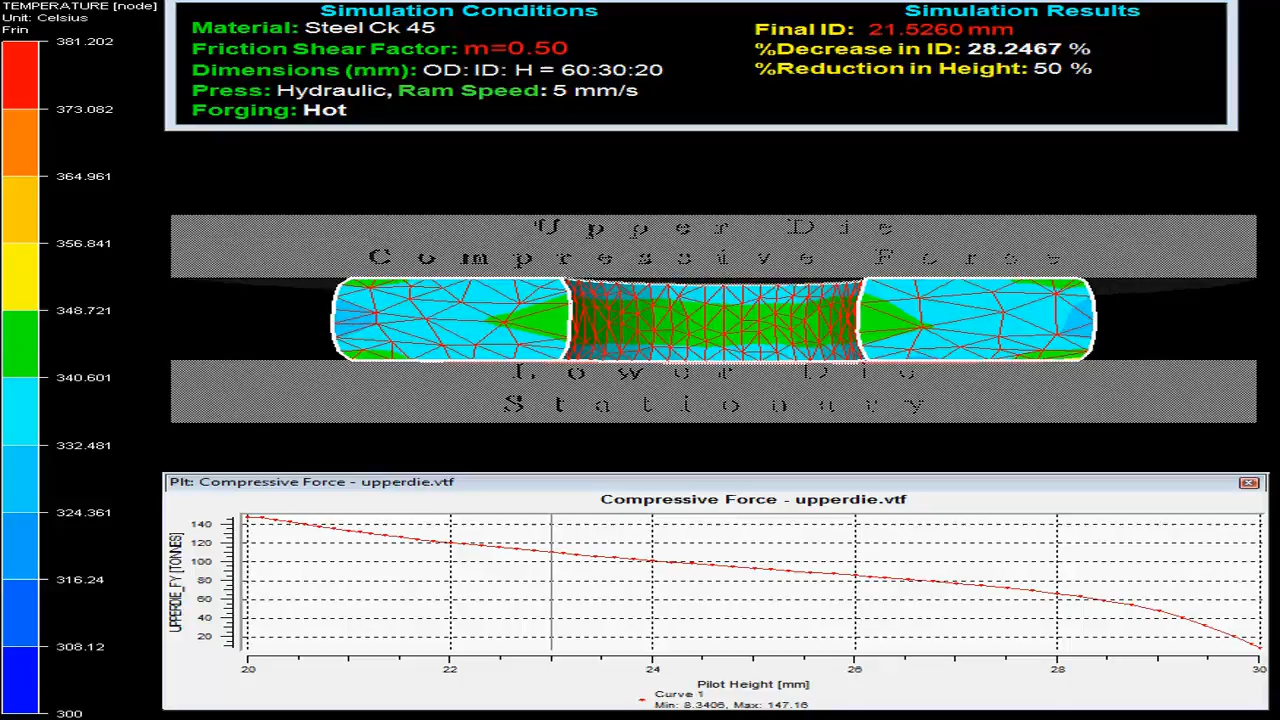 TEMPERATURE [node]
Unit: Celsius
Frin
381.202
373.082
364.961
356.841
348.721
340.601
332.481
324.361
316.24
308.12
300
Simulation Conditions
Material: Steel Ck 45
Friction Shear Factor: m=0.50
Dimensions (mm): OD: ID: H = 60:30:20
Press: Hydraulic, Ram Speed: 5 mm/s
Forging: Hot
Simulation Results
Final ID: 21.5260 mm
%Decrease in ID: 28.2467 %
%Reduction in Height: 50 %
Upper Die
Compressive Force
Lower Die
Stationary
Plt: Compressive Force - upperdie.vtf
Compressive Force - upperdie.vtf
UPPERDIE_FY [TONNES]
140
120
100
80
60
40
20
20 22 24 26 28 30
Pilot Height [mm]
Curve 1
Min: 8.3406, Max: 147.16